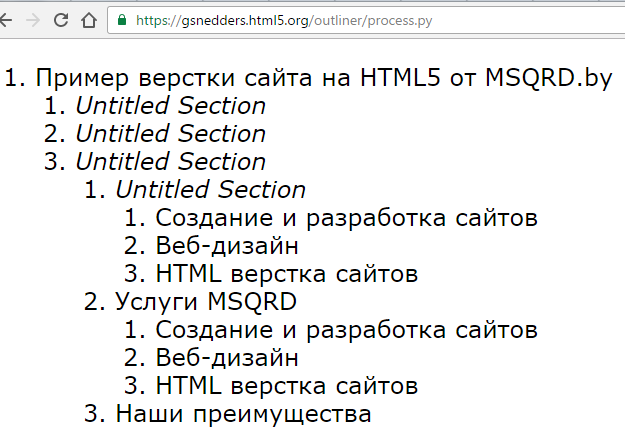 https://gsnedders.html5.org/outliner/process.py
1. Пример верстки сайта на HTML5 от MSQRD.by
1. Untitled Section
2. Untitled Section
3. Untitled Section
1. Untitled Section
1. Создание и разработка сайтов
2. Веб-дизайн
3. HTML верстка сайтов
2. Услуги MSQRD
1. Создание и разработка сайтов
2. Веб-дизайн
3. HTML верстка сайтов
3. Наши преимущества